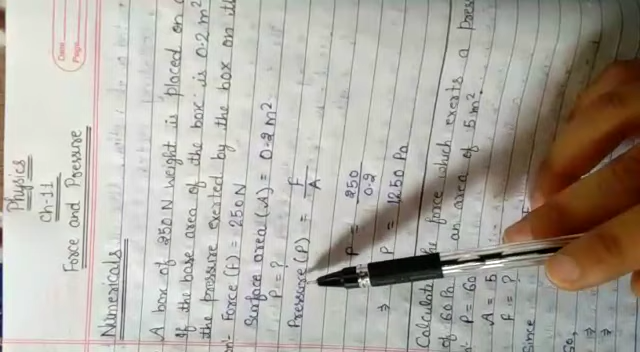 Date
Page
Physics
Ch-11
Force and Pressure
Numericals
A box of 250 N weight is placed on
If the base area of the box is 0.2 m²
the pressure exerted by the box on
Force (F) = 250 N
Surface area (A) = 0.2 m²
P = ?
Pressure (P) = F/A
P = 250/0.2
⇒ P = 1250 Pa
Calculate force which exerts a
of 60 Pa an area of 5 m².
P = 60
A = 5
F = ?
Since
So,
⇒
⇒